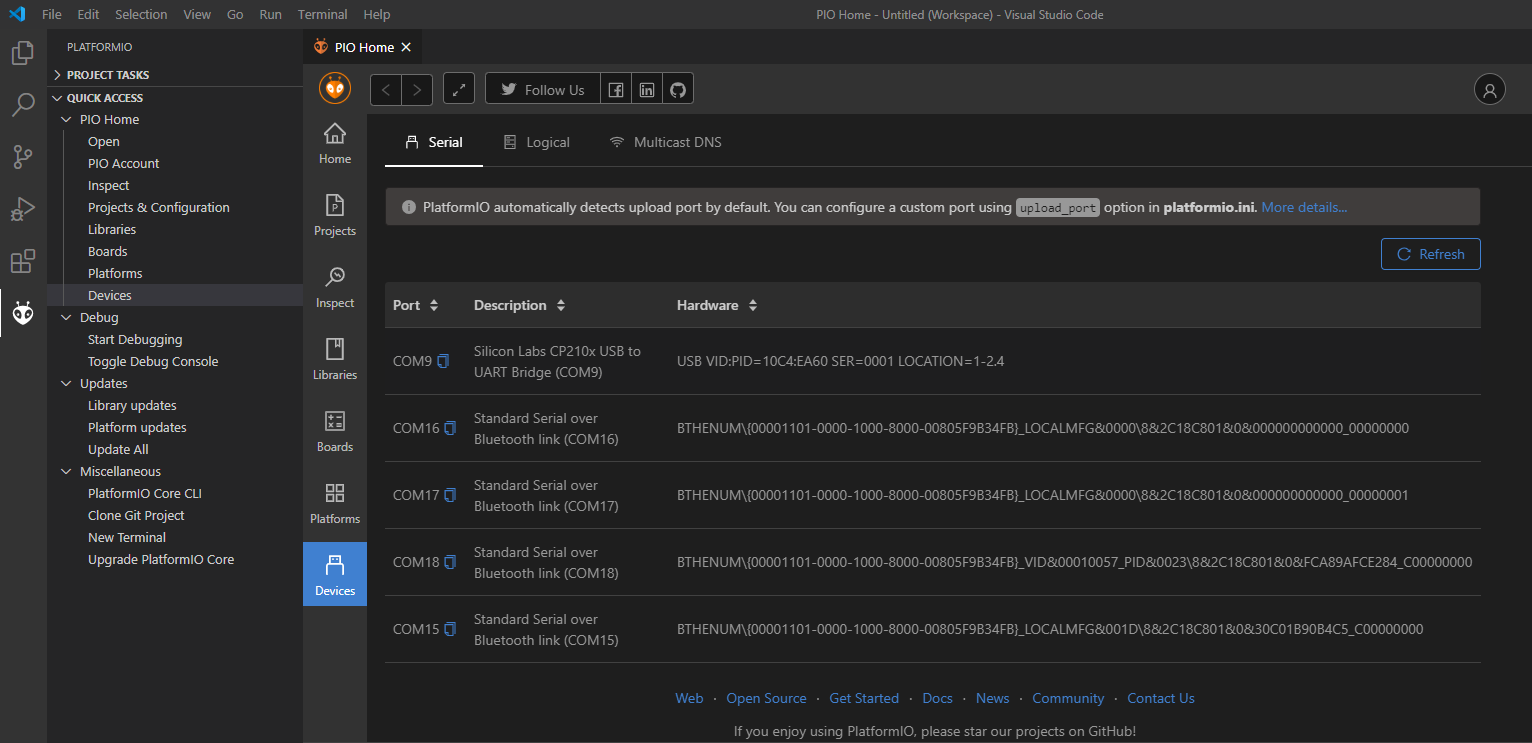 File Edit Selection View Go Run Terminal Help
PIO Home - Untitled (Workspace) - Visual Studio Code
PLATFORMIO
PROJECT TASKS
QUICK ACCESS
PIO Home
Open
PIO Account
Inspect
Projects & Configuration
Libraries
Boards
Platforms
Devices
Debug
Start Debugging
Toggle Debug Console
Updates
Library updates
Platform updates
Update All
Miscellaneous
PlatformIO Core CLI
Clone Git Project
New Terminal
Upgrade PlatformIO Core
PIO Home
Follow Us
Home
Projects
Inspect
Libraries
Boards
Platforms
Devices
Serial Logical Multicast DNS
PlatformIO automatically detects upload port by default. You can configure a custom port using upload_port option in platformio.ini. More details...
Refresh
Port Description Hardware
COM9 Silicon Labs CP210x USB to
UART Bridge (COM9)
USB VID:PID=10C4:EA60 SER=0001 LOCATION=1-2.4
COM16 Standard Serial over
Bluetooth link (COM16)
BTHENUM\{00001101-0000-1000-8000-00805F9B34FB}_LOCALMFG&0000\8&2C18C801&0&000000000000_00000000
COM17 Standard Serial over
Bluetooth link (COM17)
BTHENUM\{00001101-0000-1000-8000-00805F9B34FB}_LOCALMFG&0000\8&2C18C801&0&000000000000_00000001
COM18 Standard Serial over
Bluetooth link (COM18)
BTHENUM\{00001101-0000-1000-8000-00805F9B34FB}_VID&00010057_PID&0023\8&2C18C801&0&FCA89AFCE284_C00000000
COM15 Standard Serial over
Bluetooth link (COM15)
BTHENUM\{00001101-0000-1000-8000-00805F9B34FB}_LOCALMFG&001D\8&2C18C801&0&30C01B90B4C5_C00000000
Web · Open Source · Get Started · Docs · News · Community · Contact Us
If you enjoy using PlatformIO, please star our projects on GitHub!